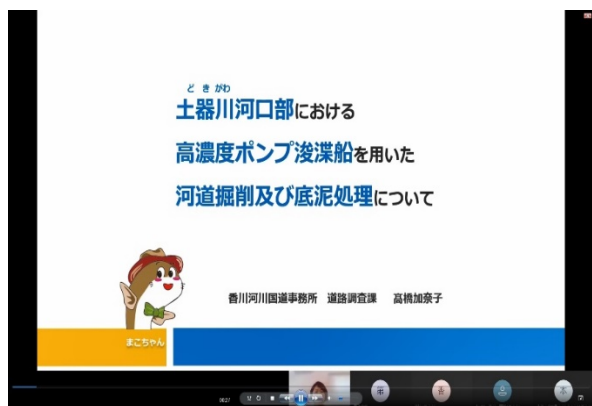 どきがわ
土器川河口部における
高濃度ポンプ浚渫船を用いた
河道掘削及び底泥処理について
香川河川国道事務所 道路調査課 高橋加奈子
まこちゃん